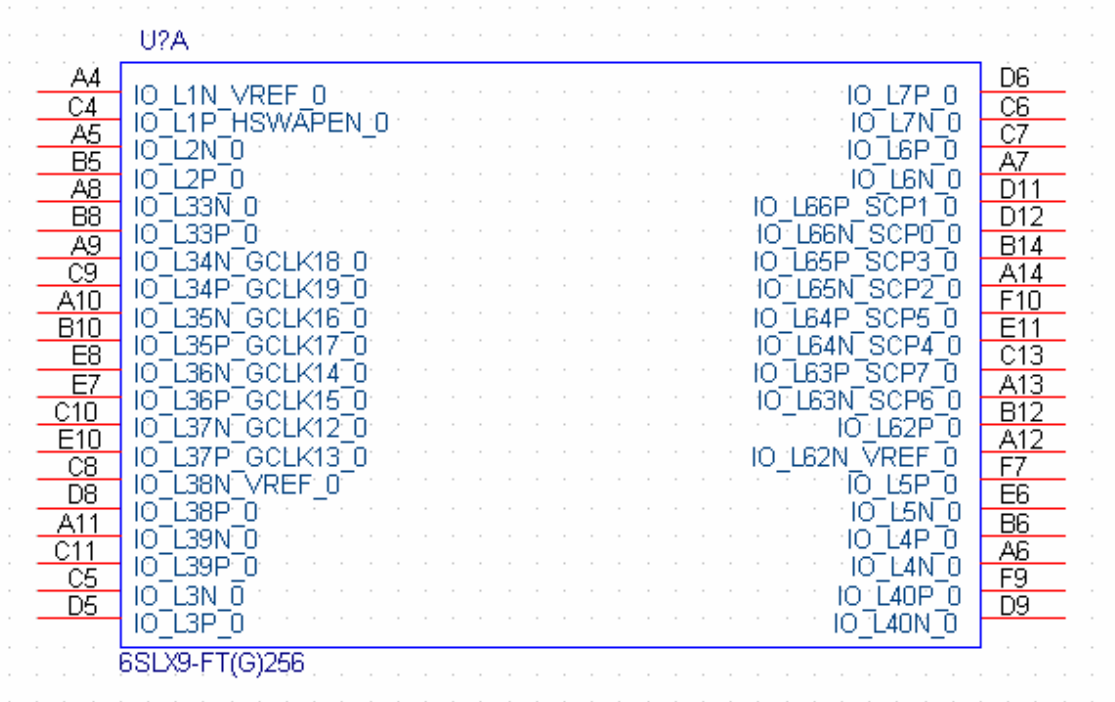 U?A
A4 IO_L1N_VREF_0 IO_L7P_0 D6
C4 IO_L1P_HSWAPEN_0 IO_L7N_0 C6
A5 IO_L2N_0 IO_L6P_0 C7
B5 IO_L2P_0 IO_L6N_0 A7
A8 IO_L33N_0 IO_L66P_SCP1_0 D11
B8 IO_L33P_0 IO_L66N_SCP0_0 D12
A9 IO_L34N_GCLK18_0 IO_L65P_SCP3_0 B14
C9 IO_L34P_GCLK19_0 IO_L65N_SCP2_0 A14
A10 IO_L35N_GCLK16_0 IO_L64P_SCP5_0 F10
B10 IO_L35P_GCLK17_0 IO_L64N_SCP4_0 E11
E8 IO_L36N_GCLK14_0 IO_L63P_SCP7_0 C13
E7 IO_L36P_GCLK15_0 IO_L63N_SCP6_0 A13
C10 IO_L37N_GCLK12_0 IO_L62P_0 B12
E10 IO_L37P_GCLK13_0 IO_L62N_VREF_0 A12
C8 IO_L38N_VREF_0 IO_L5P_0 F7
D8 IO_L38P_0 IO_L5N_0 E6
A11 IO_L39N_0 IO_L4P_0 B6
C11 IO_L39P_0 IO_L4N_0 A6
C5 IO_L3N_0 IO_L40P_0 F9
D5 IO_L3P_0 IO_L40N_0 D9
6SLX9-FT(G)256